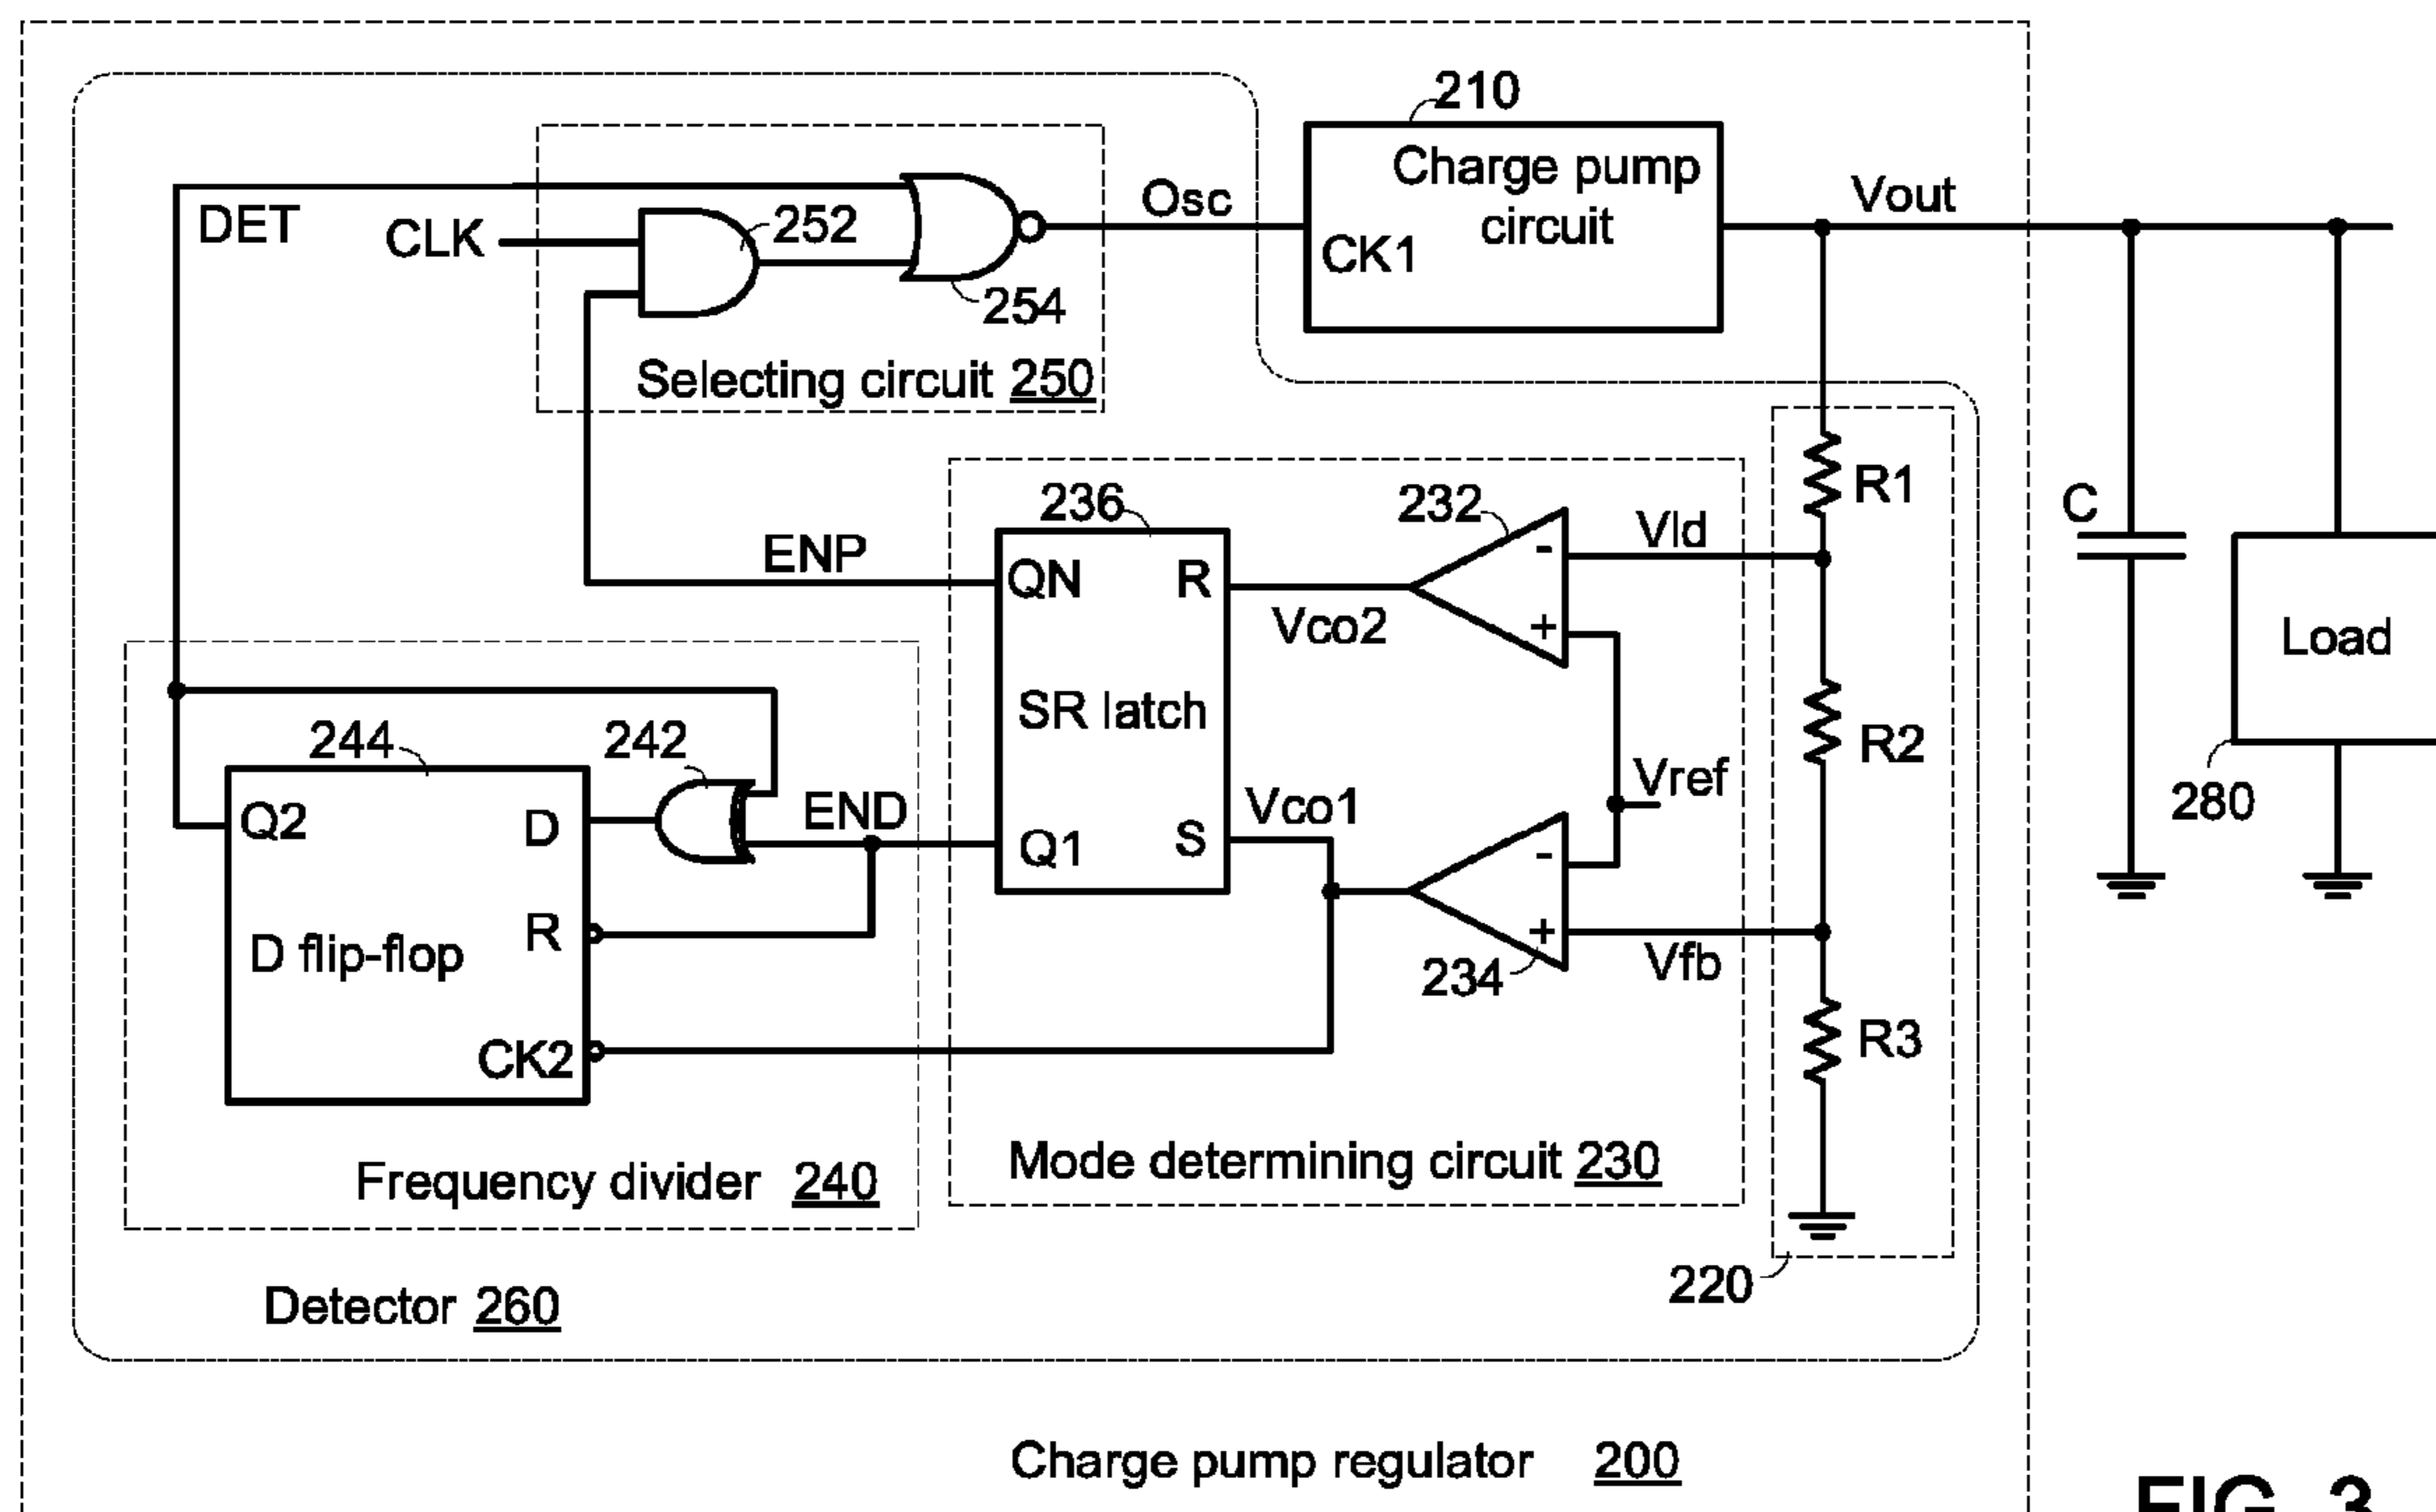 210
Charge pump
circuit
CK1
Vout
Osc
DET
CLK
252
254
Selecting circuit 250
R1
C
236
232
Vld
ENP
QN
R
Vco2
+
-
Load
SR latch
R2
244
242
Vref
280
Q2
D
END
Vco1
Q1
S
-
+
R
D flip-flop
234
Vfb
R3
CK2
Mode determining circuit 230
Frequency divider 240
220
Detector 260
Charge pump regulator 200
FIG. 3